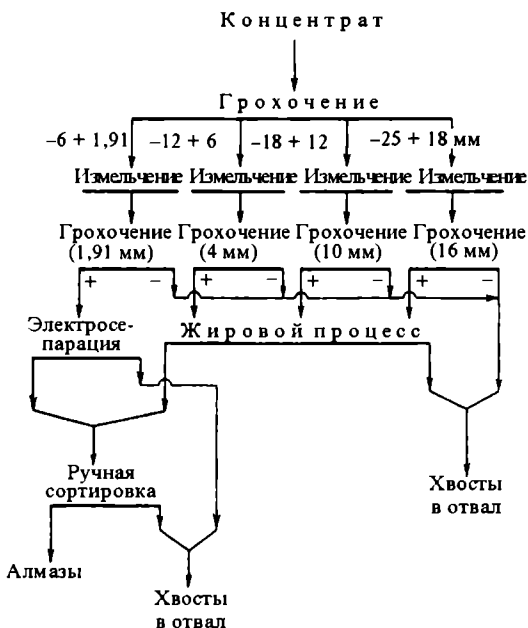 Концентрат
Грохочение
–6 + 1,91 –12 + 6 –18 + 12 –25 + 18 мм
Измельчение Измельчение Измельчение Измельчение
Грохочение Грохочение Грохочение Грохочение
(1,91 мм) (4 мм) (10 мм) (16 мм)
+ – + – + – + –
Электросе-
парация
Жировой процесс
Ручная
сортировка
Хвосты
в отвал
Алмазы
Хвосты
в отвал